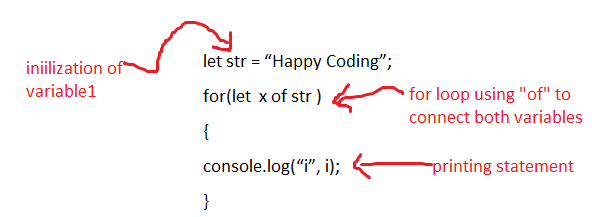 let str = “Happy Coding”;
iniilization of
variable1
for(let x of str )
for loop using "of" to
connect both variables
{
console.log(“i”, i);
printing statement
}